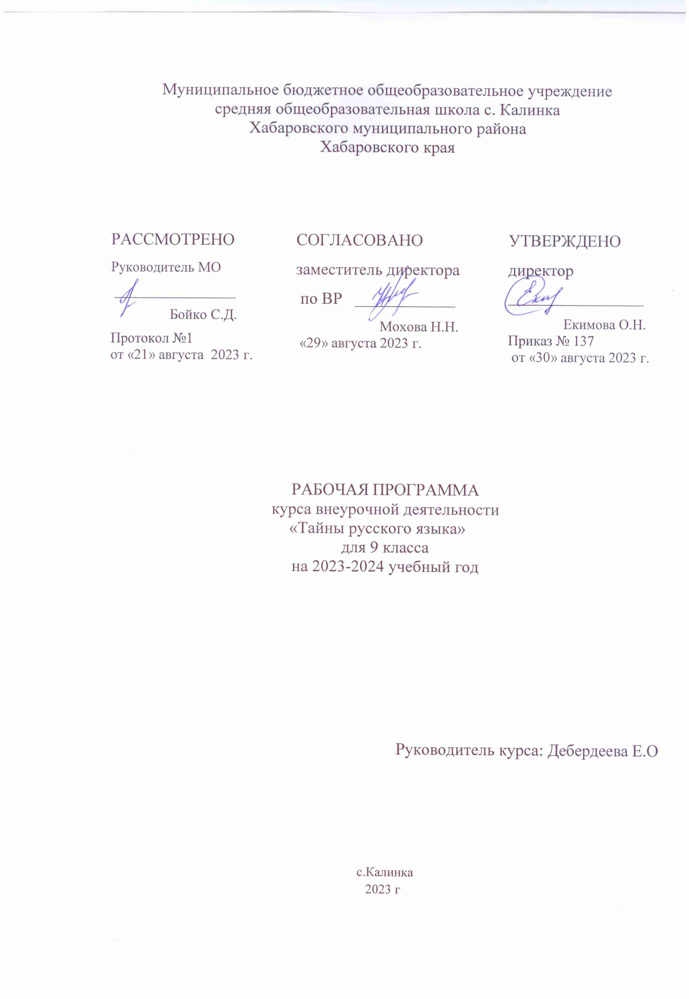 Муниципальное бюджетное общеобразовательное учреждение
средняя общеобразовательная школа с. Калинка
Хабаровского муниципального района
Хабаровского края
РАССМОТРЕНО
Руководитель МО
Бойко С.Д.
Протокол №1
от «21» августа 2023 г.
СОГЛАСОВАНО
заместитель директора
по ВР
Мохова Н.Н.
«29» августа 2023 г.
УТВЕРЖДЕНО
директор
Екимова О.Н.
Приказ № 137
от «30» августа 2023 г.
РАБОЧАЯ ПРОГРАММА
курса внеурочной деятельности
«Тайны русского языка»
для 9 класса
на 2023-2024 учебный год
Руководитель курса: Дебердеева Е.О
с.Калинка
2023 г